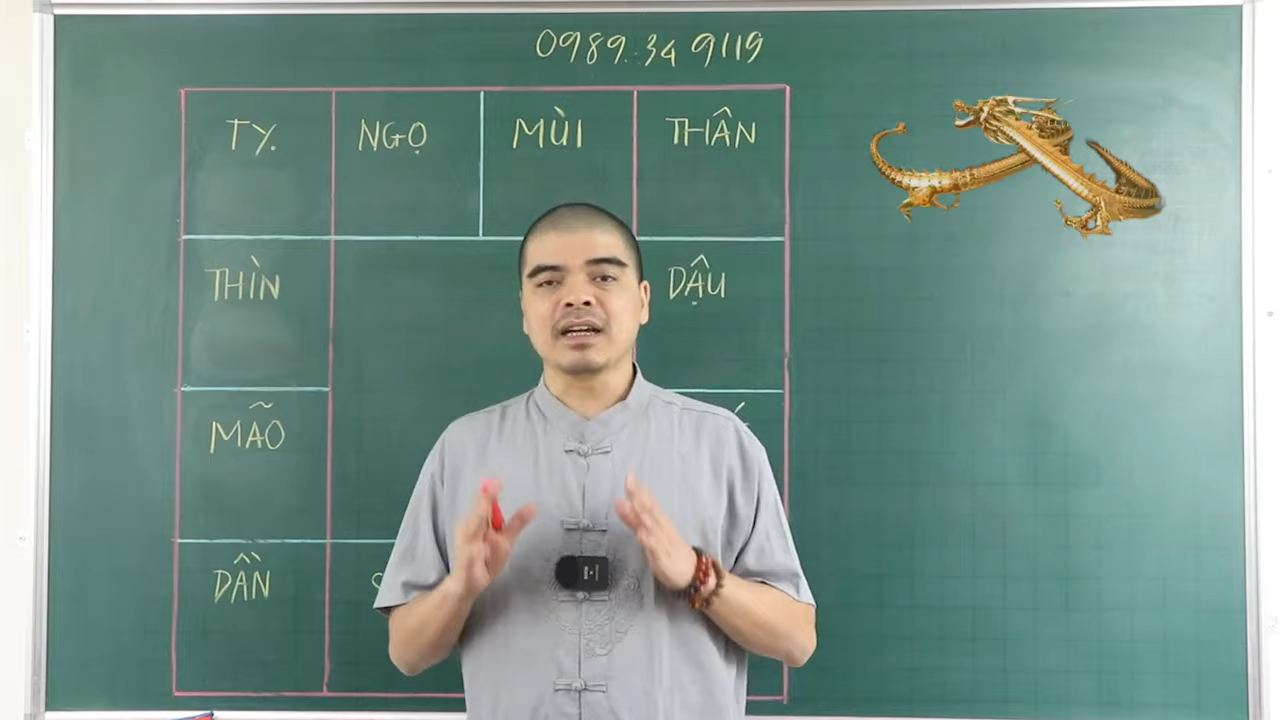 0989.34 9119
TỴ. NGỌ MÙI THÂN
THÌN DẬU
MÃO
DẦN